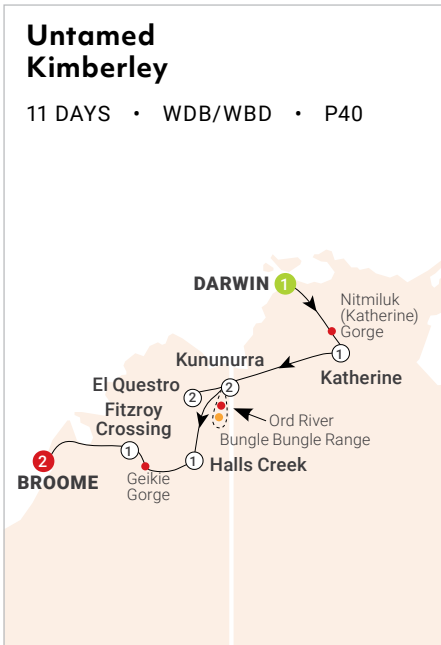 Untamed
Kimberley
11 DAYS • WDB/WBD • P40
DARWIN 1
Nitmiluk
(Katherine)
Gorge
1
Katherine
Kununurra
2
El Questro
2
Ord River
Bungle Bungle Range
Fitzroy
Crossing
1
Halls Creek
1
Geikie
Gorge
2
BROOME